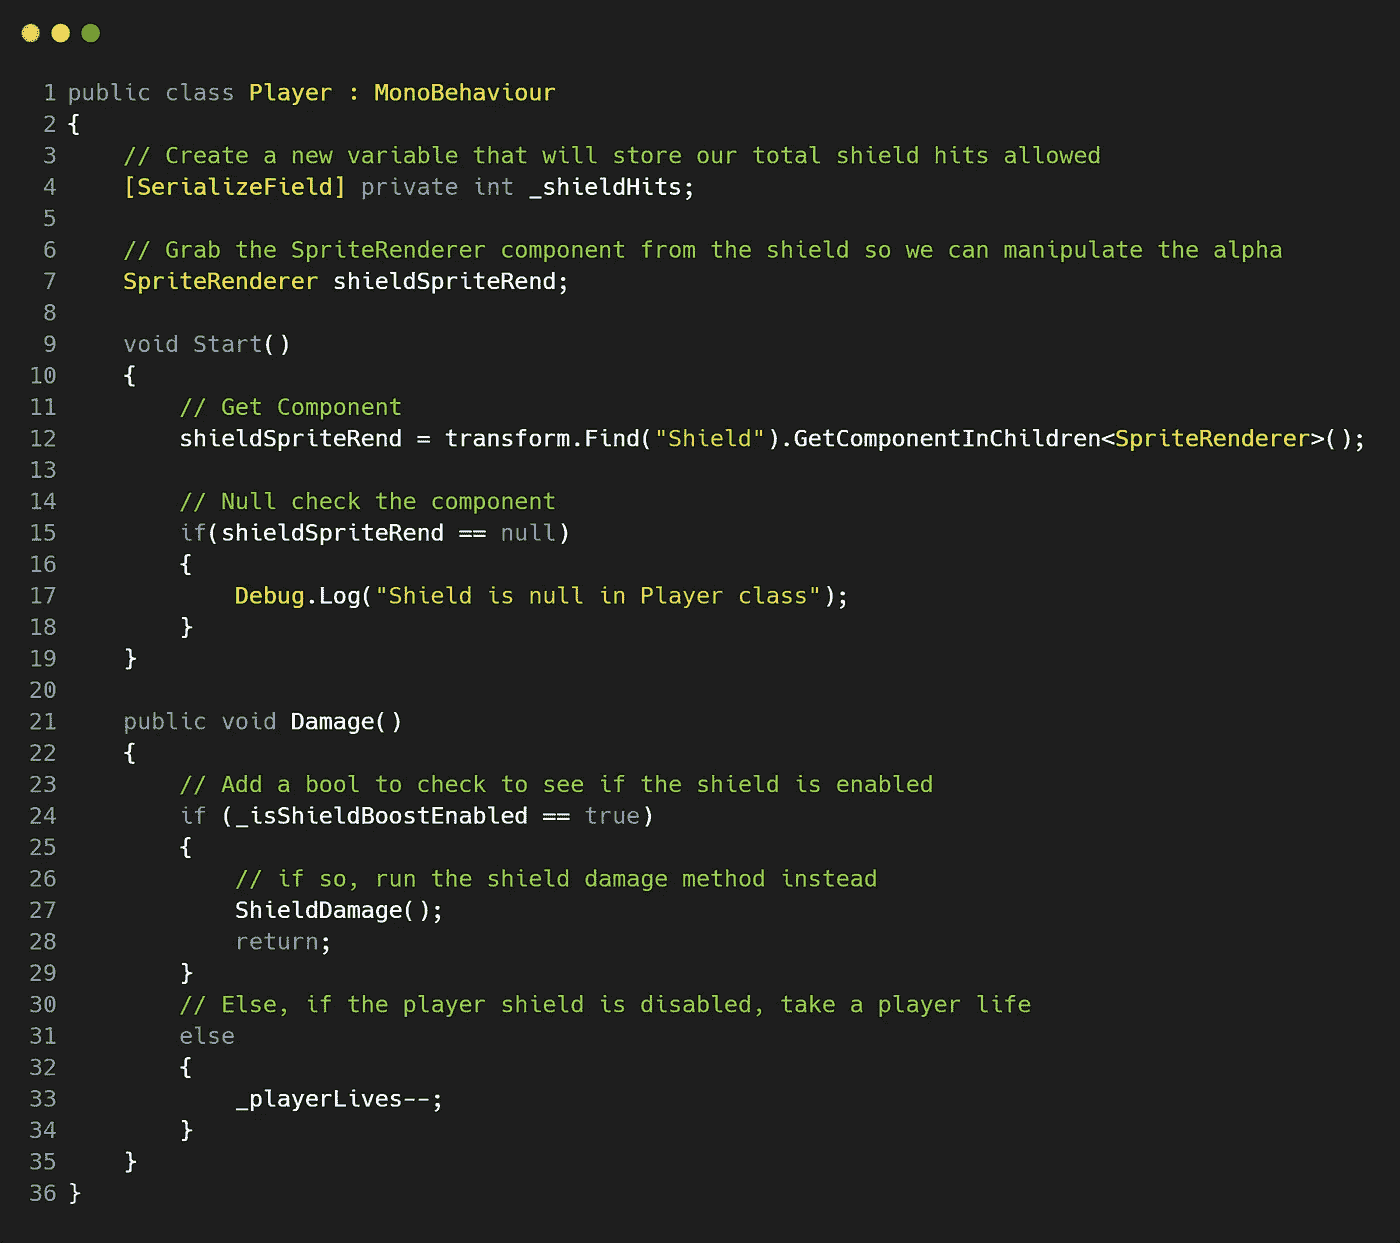 1 public class Player : MonoBehaviour
2 {
3     // Create a new variable that will store our total shield hits allowed
4     [SerializeField] private int _shieldHits;
5
6     // Grab the SpriteRenderer component from the shield so we can manipulate the alpha
7     SpriteRenderer shieldSpriteRend;
8
9     void Start()
10     {
11         // Get Component
12         shieldSpriteRend = transform.Find("Shield").GetComponentInChildren<SpriteRenderer>();
13
14         // Null check the component
15         if(shieldSpriteRend == null)
16         {
17             Debug.Log("Shield is null in Player class");
18         }
19     }
20
21     public void Damage()
22     {
23         // Add a bool to check to see if the shield is enabled
24         if (_isShieldBoostEnabled == true)
25         {
26             // if so, run the shield damage method instead
27             ShieldDamage();
28             return;
29         }
30         // Else, if the player shield is disabled, take a player life
31         else
32         {
33             _playerLives--;
34         }
35     }
36 }